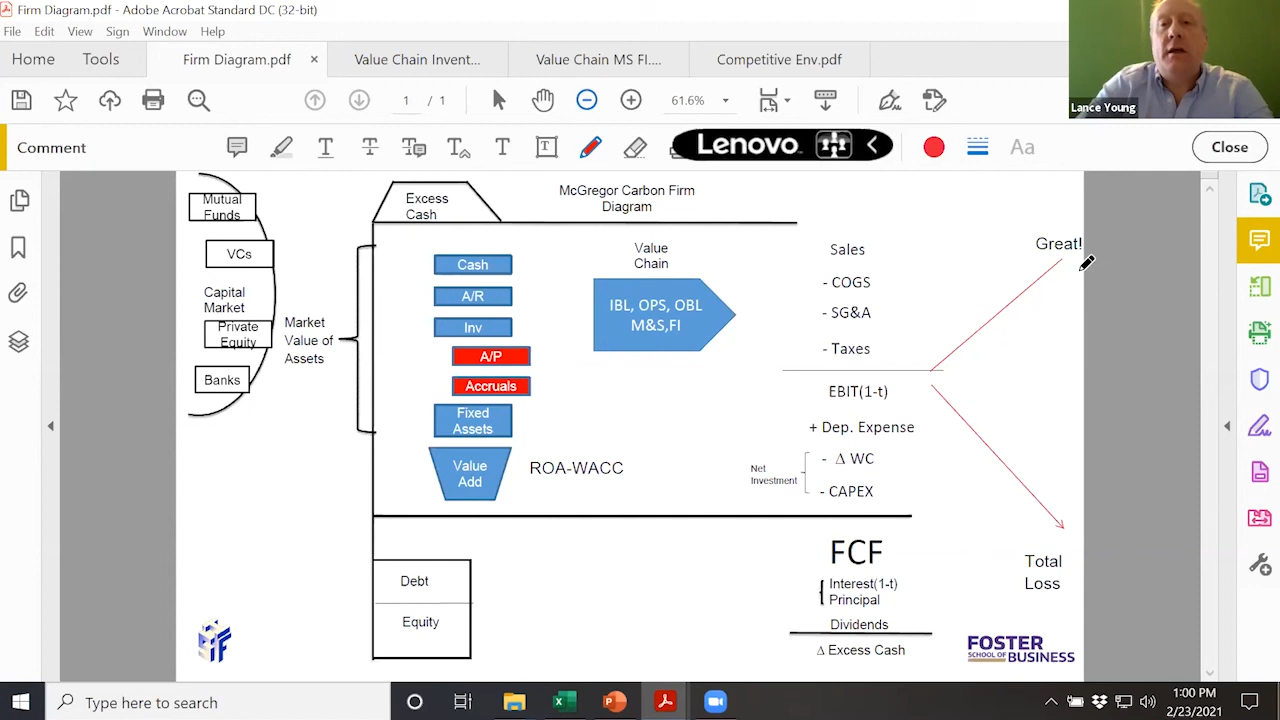 Firm Diagram.pdf - Adobe Acrobat Standard DC (32-bit)
File Edit View Sign Window Help
Home Tools Firm Diagram.pdf × Value Chain Invent... Value Chain MS FI.... Competitive Env.pdf
1 / 1 61.6%
Lance Young
Comment
Lenovo
Aa
Close
Mutual
Funds
VCs
Capital
Market
Private
Equity
Banks
Market
Value of
Assets
Excess
Cash
McGregor Carbon Firm
Diagram
Cash
A/R
Inv
A/P
Accruals
Fixed
Assets
Value
Add
ROA-WACC
Value
Chain
IBL, OPS, OBL
M&S,FI
Sales
- COGS
- SG&A
- Taxes
EBIT(1-t)
+ Dep. Expense
Net
Investment
- Δ WC
- CAPEX
Great!
Total
Loss
FCF
Interest(1-t)
Principal
Dividends
Δ Excess Cash
Debt
Equity
FOSTER
SCHOOL OF BUSINESS
Type here to search
1:00 PM
2/23/2021